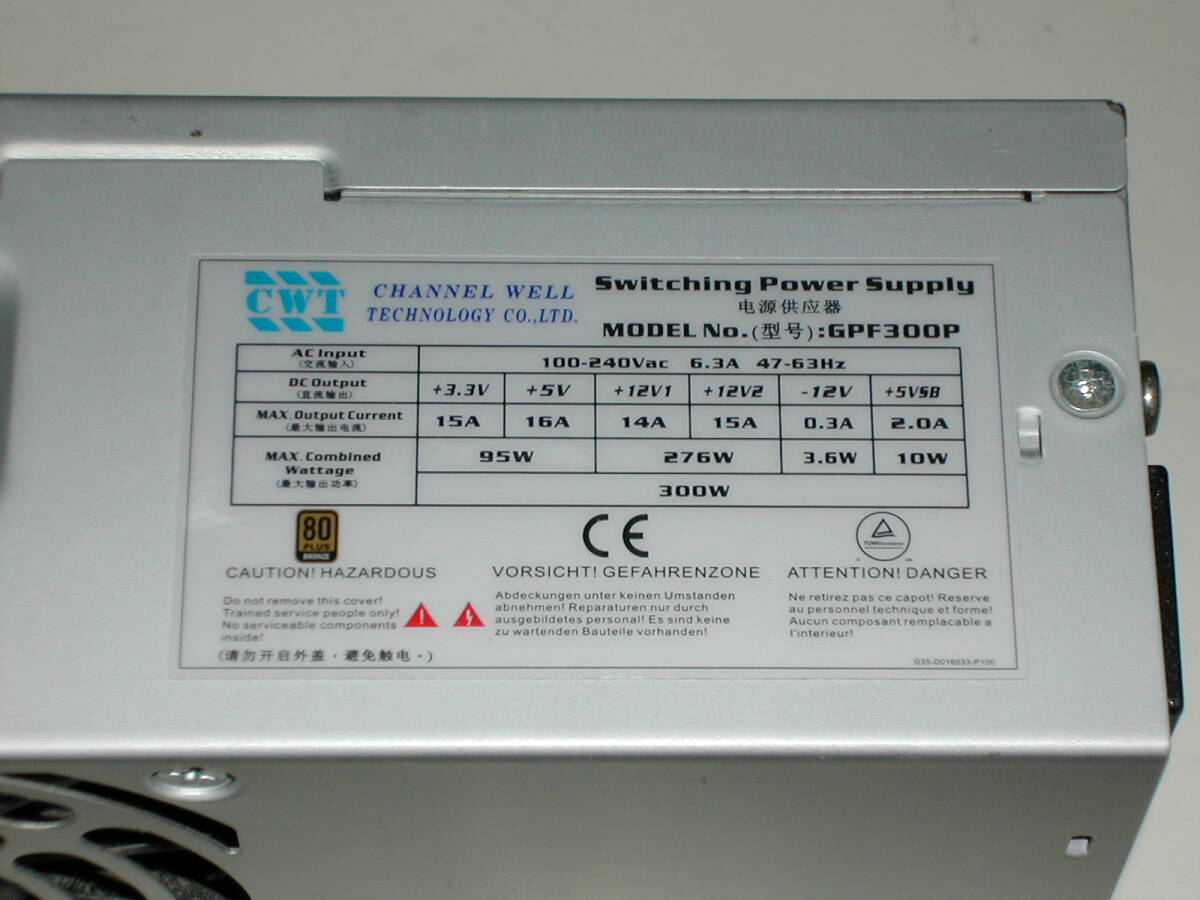 CWT
CHANNEL WELL
TECHNOLOGY CO.,LTD.
Switching Power Supply
电源供应器
MODEL No.(型号):GPF300P
AC Input
(交流输入)
100-240Vac 6.3A 47-63Hz
DC Output
(直流输出)
+3.3V +5V +12V1 +12V2 -12V +5VSB
MAX.Output Current
(最大输出电流)
15A 16A 14A 15A 0.3A 2.0A
MAX.Combined
Wattage
(最大输出功率)
95W 276W 3.6W 10W
300W
80
PLUS
BRONZE
CE
CAUTION! HAZARDOUS
Do not remove this cover!
Trained service people only!
No serviceable components
inside!
(请勿开启外盖，避免触电。)
VORSICHT! GEFAHRENZONE
Abdeckungen unter keinen Umstanden
abnehmen! Reparaturen nur durch
ausgebildetes personal! Es sind keine
zu wartenden Bauteile vorhanden!
ATTENTION! DANGER
Ne retirez pas ce capot! Reserve
au personnel technique et forme!
Aucun composant remplacable a
l'interieur!
G35-D016033-P100